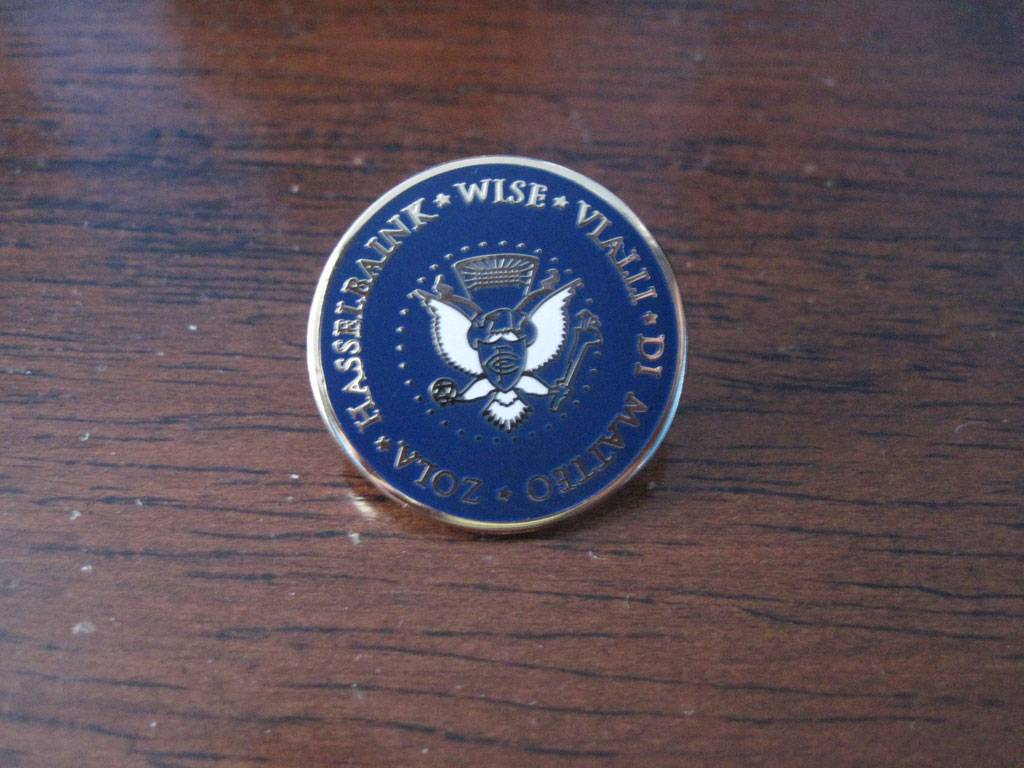 HASSELBAINK ★ WISE ★ VIALLI ★ DI MATTEO ★ ZOLA ★